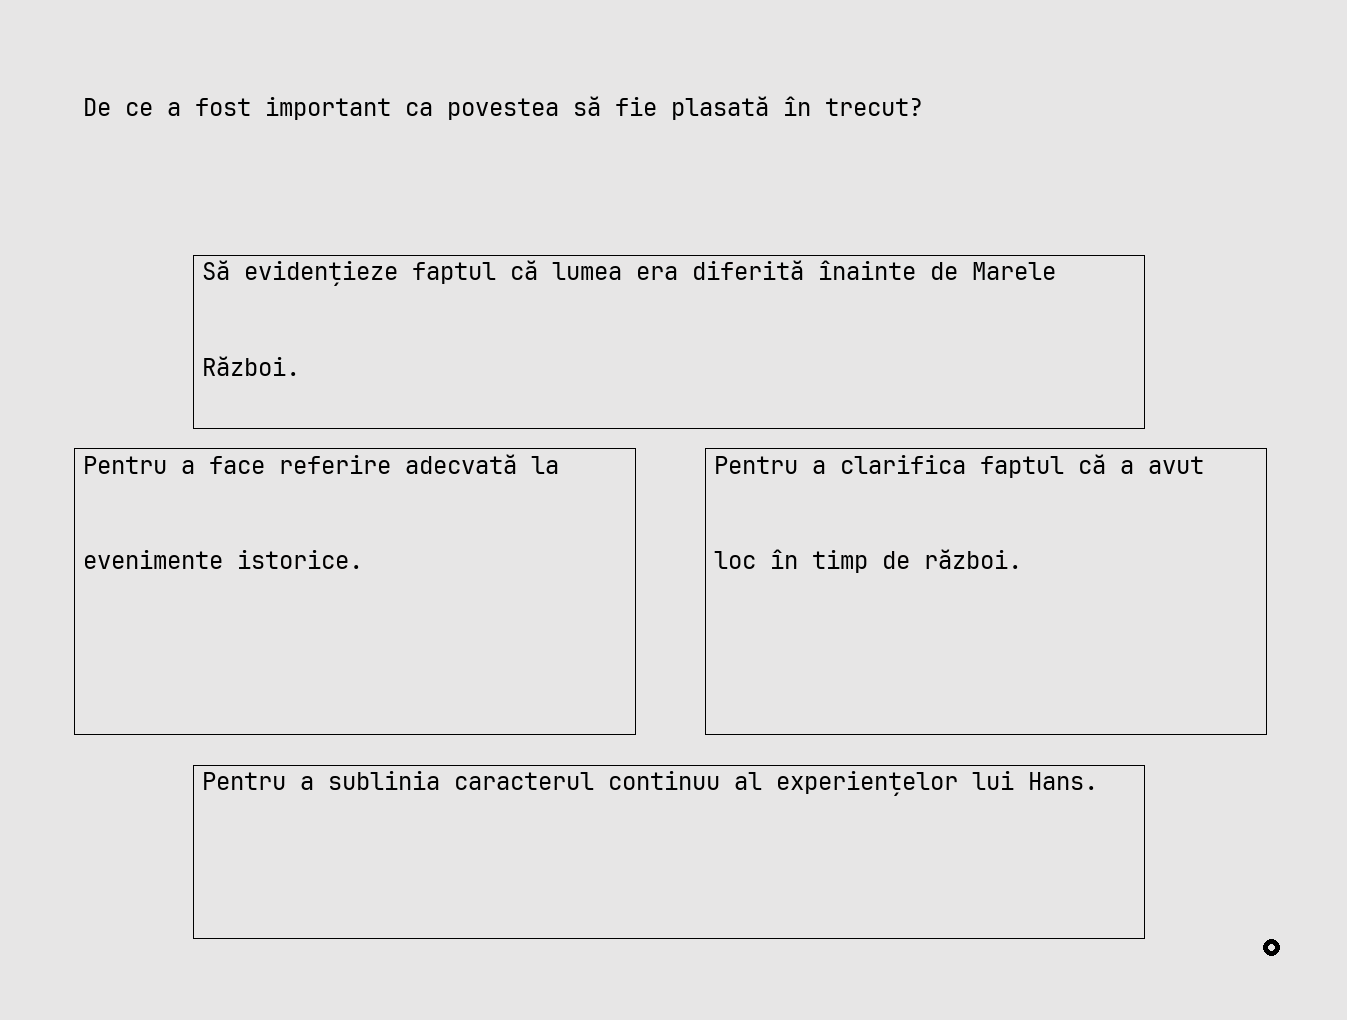 De ce a fost important ca povestea să fie plasată în trecut?
Să evidențieze faptul că lumea era diferită înainte de Marele
Război.
Pentru a face referire adecvată la
evenimente istorice.
Pentru a clarifica faptul că a avut
loc în timp de război.
Pentru a sublinia caracterul continuu al experiențelor lui Hans.